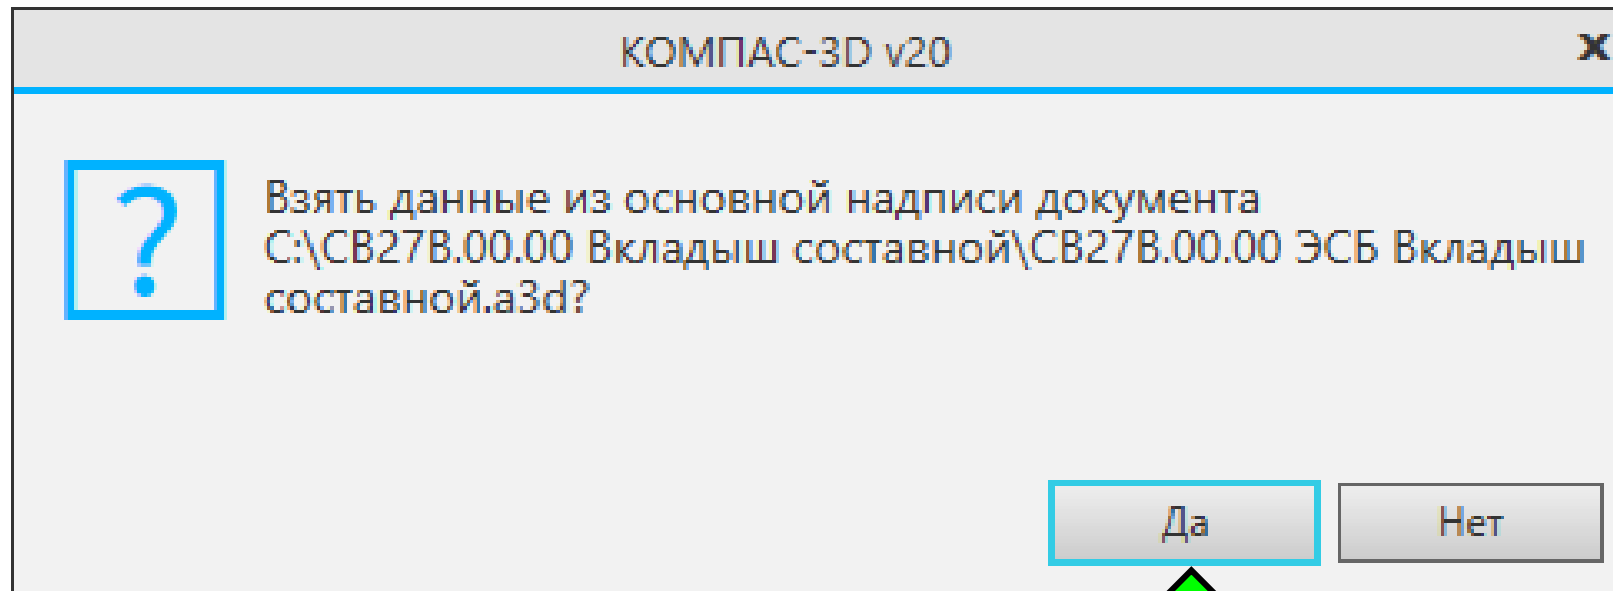 КОМПАС-3D v20
x
Взять данные из основной надписи документа
C:\СВ27В.00.00 Вкладыш составной\СВ27В.00.00 ЭСБ Вкладыш
составной.a3d?
Да
Нет